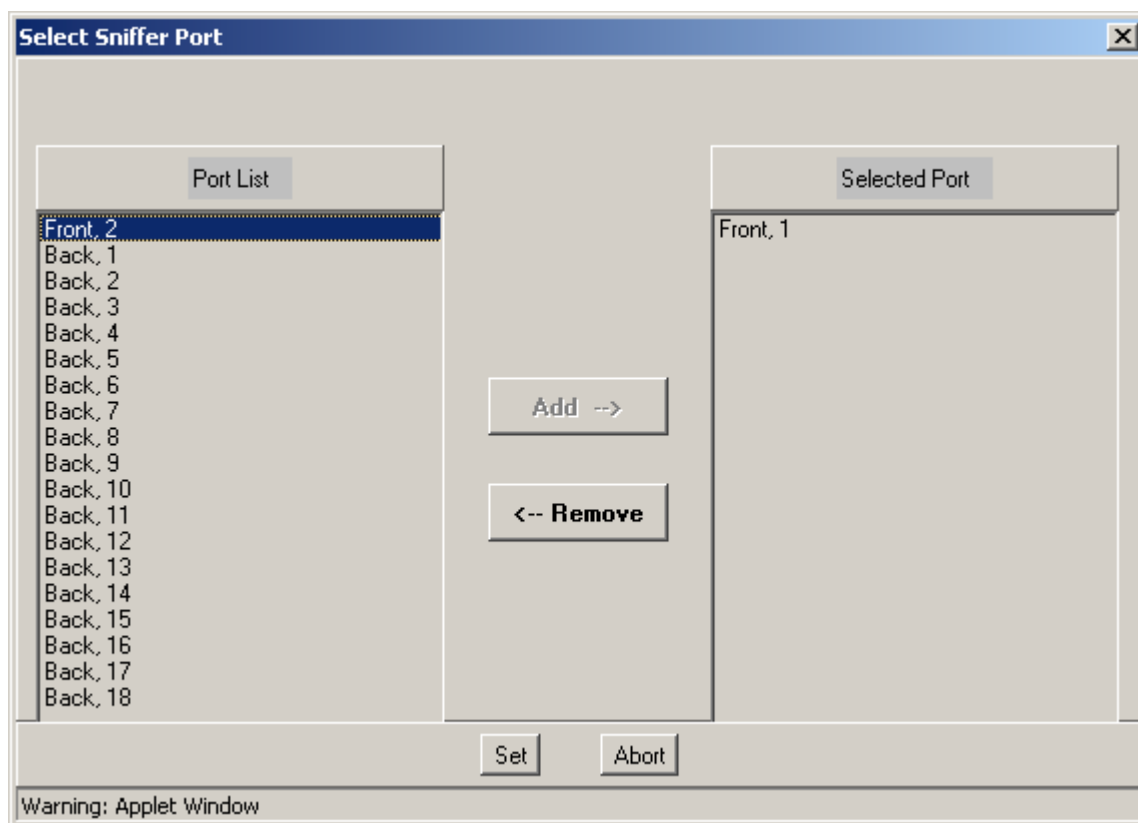 Select Sniffer Port
Port List
Front, 2
Back, 1
Back, 2
Back, 3
Back, 4
Back, 5
Back, 6
Back, 7
Back, 8
Back, 9
Back, 10
Back, 11
Back, 12
Back, 13
Back, 14
Back, 15
Back, 16
Back, 17
Back, 18
Add -->
<-- Remove
Selected Port
Front, 1
Set
Abort
Warning: Applet Window